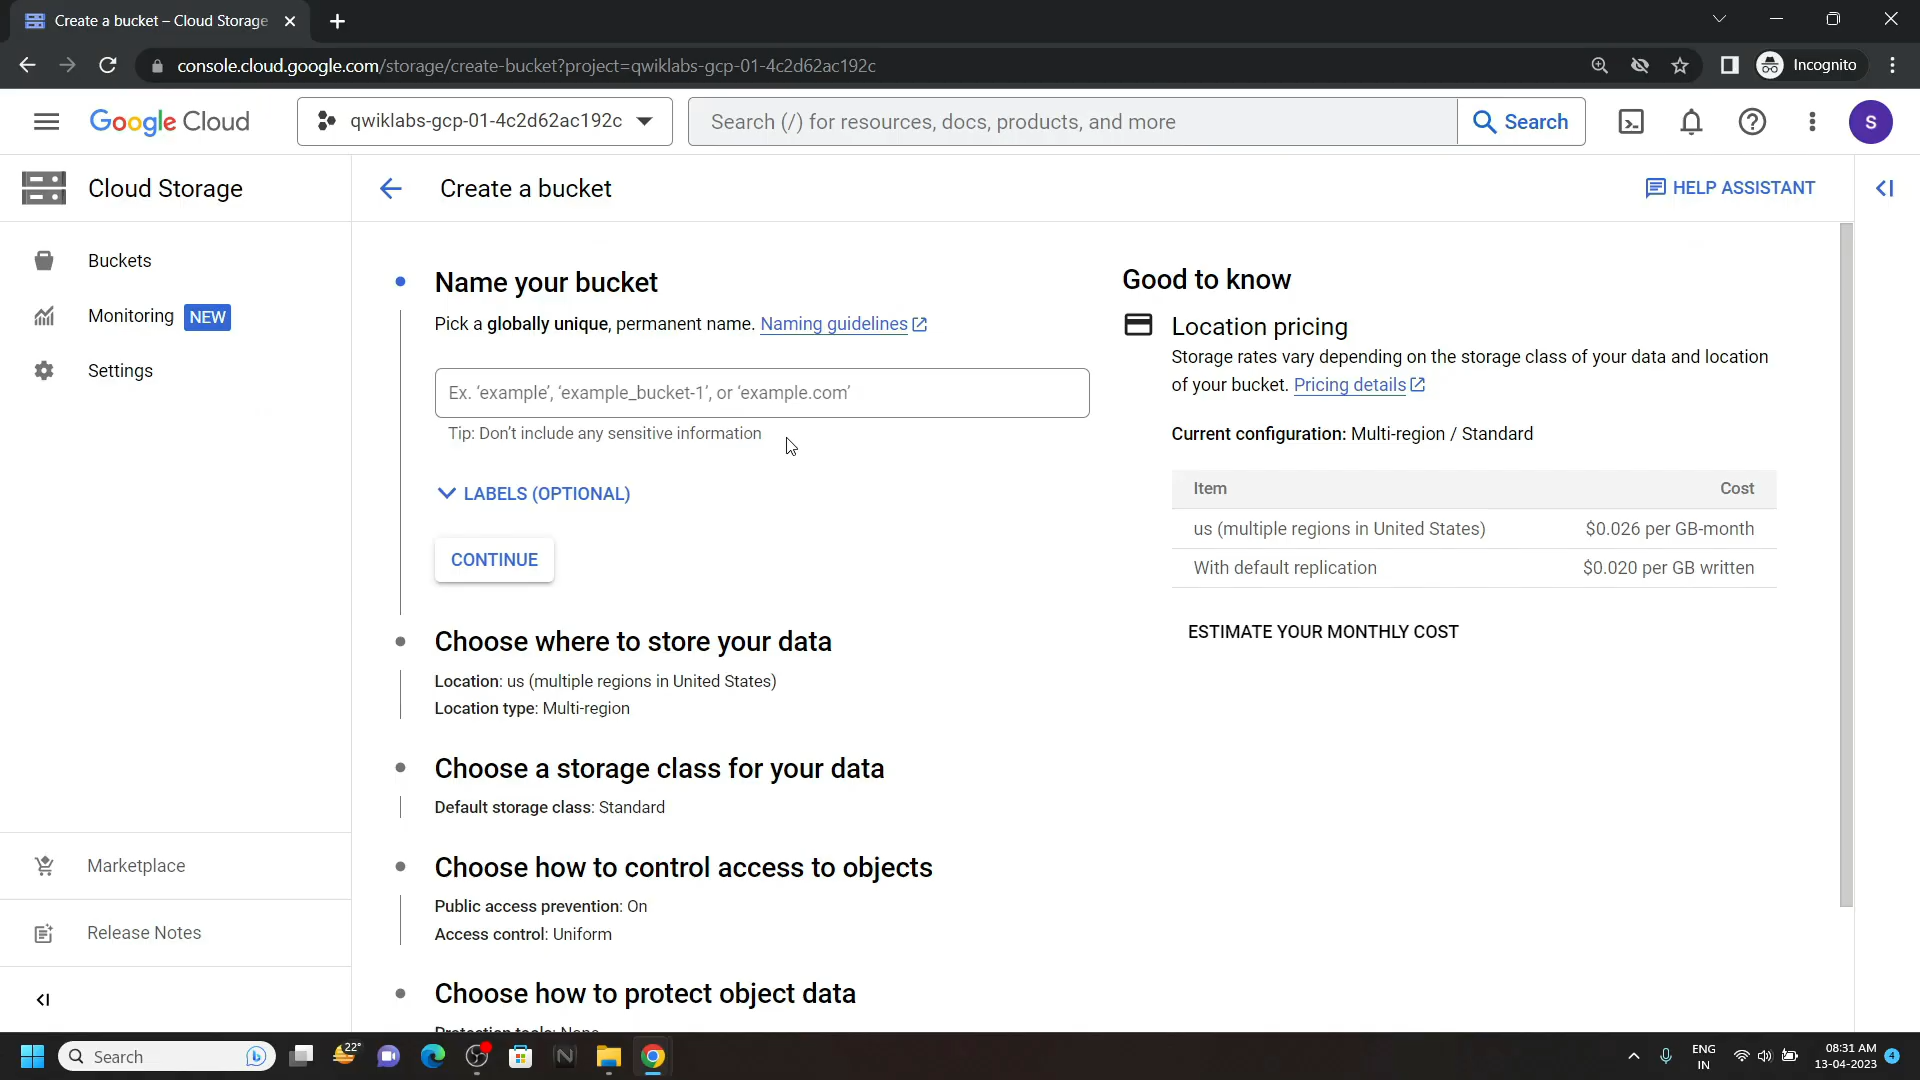 Create a bucket – Cloud Storage
console.cloud.google.com/storage/create-bucket?project=qwiklabs-gcp-01-4c2d62ac192c
Incognito
Google Cloud
qwiklabs-gcp-01-4c2d62ac192c
Search (/) for resources, docs, products, and more
Search
S
Cloud Storage
Create a bucket
HELP ASSISTANT
Buckets
Monitoring NEW
Settings
Marketplace
Release Notes
Name your bucket
Pick a globally unique, permanent name. Naming guidelines
Ex. ‘example’, ‘example_bucket-1’, or ‘example.com’
Tip: Don’t include any sensitive information
LABELS (OPTIONAL)
CONTINUE
Choose where to store your data
Location: us (multiple regions in United States)
Location type: Multi-region
Choose a storage class for your data
Default storage class: Standard
Choose how to control access to objects
Public access prevention: On
Access control: Uniform
Choose how to protect object data
Protection tools: None
Good to know
Location pricing
Storage rates vary depending on the storage class of your data and location
of your bucket. Pricing details
Current configuration: Multi-region / Standard
Item Cost
us (multiple regions in United States) $0.026 per GB-month
With default replication $0.020 per GB written
ESTIMATE YOUR MONTHLY COST
Search
22°
ENG
IN
08:31 AM
13-04-2023
4